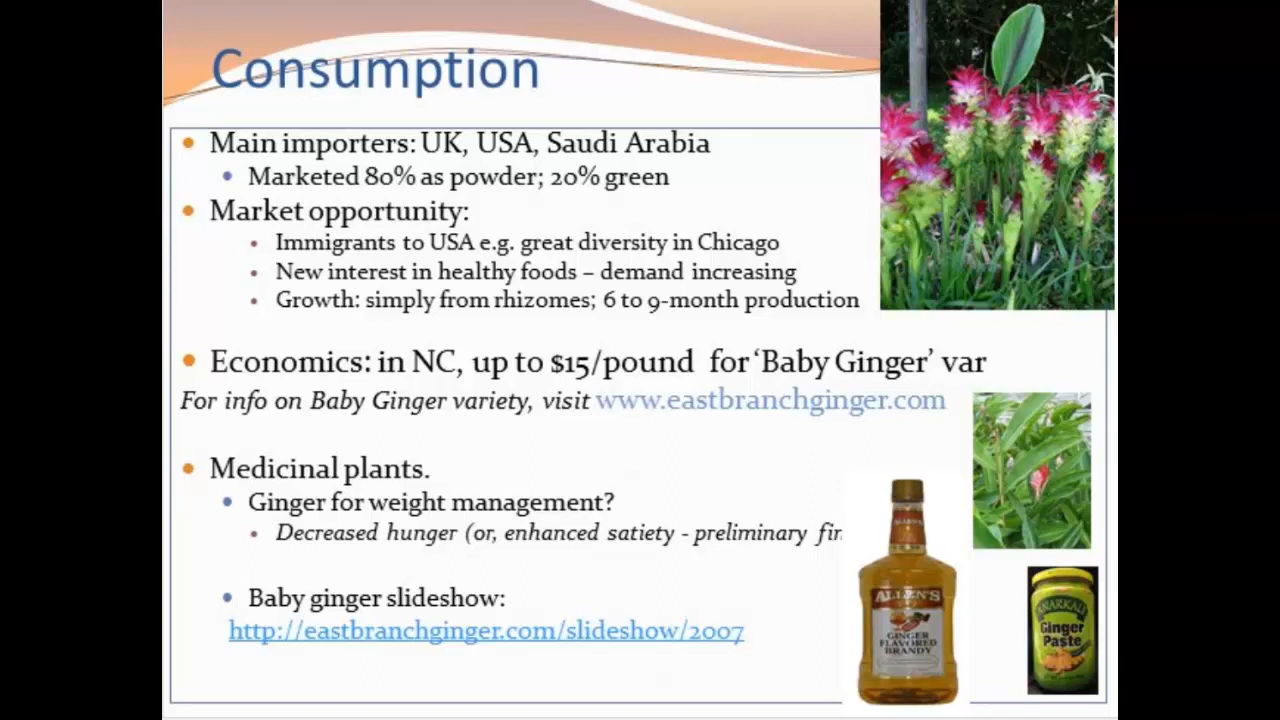 Consumption
Main importers: UK, USA, Saudi Arabia
Marketed 80% as powder; 20% green
Market opportunity:
Immigrants to USA e.g. great diversity in Chicago
New interest in healthy foods – demand increasing
Growth: simply from rhizomes; 6 to 9-month production
Economics: in NC, up to $15/pound for ‘Baby Ginger’ var
For info on Baby Ginger variety, visit www.eastbranchginger.com
Medicinal plants.
Ginger for weight management?
Decreased hunger (or, enhanced satiety - preliminary fin
Baby ginger slideshow:
http://eastbranchginger.com/slideshow/2007
ALLEN'S
GINGER
FLAVORED
BRANDY
ANARKALI
Ginger
Paste